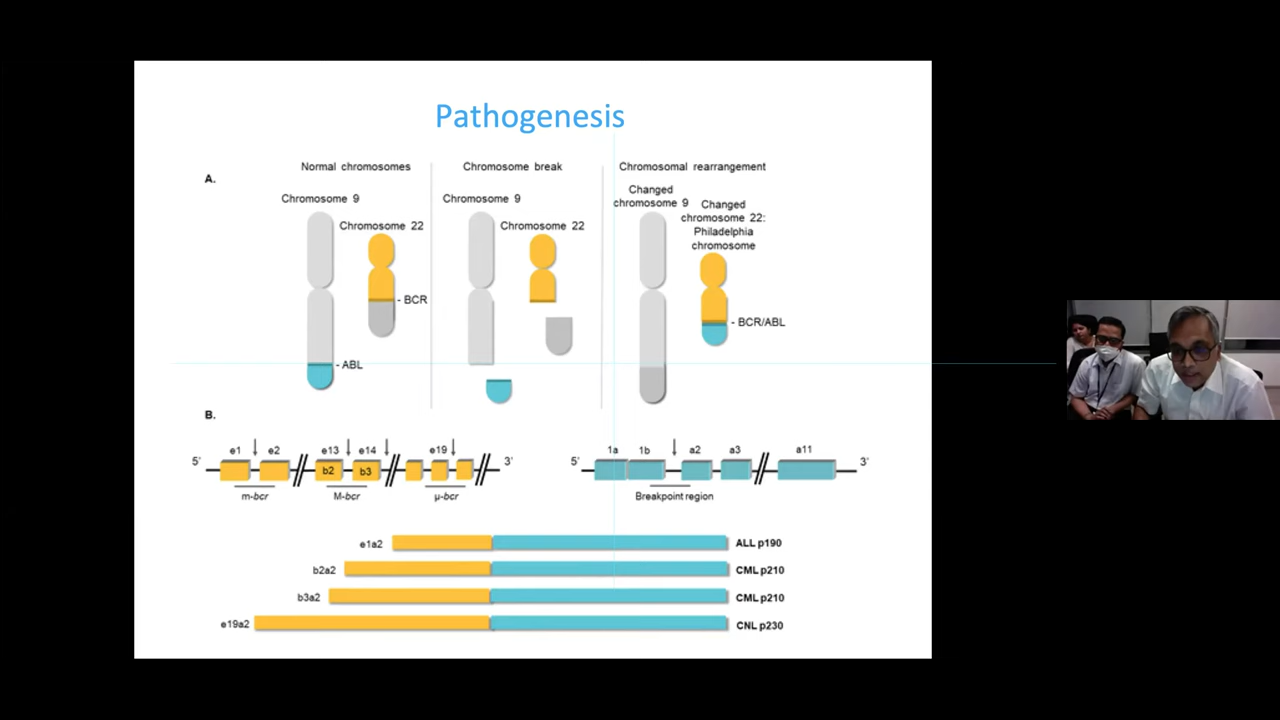 Pathogenesis
A.
Normal chromosomes
Chromosome break
Chromosomal rearrangement
Chromosome 9
Chromosome 22
- BCR
- ABL
Chromosome 9
Chromosome 22
Changed
chromosome 9
Changed
chromosome 22:
Philadelphia
chromosome
- BCR/ABL
B.
e1 e2 e13 e14 e19
5' b2 b3 3'
m-bcr M-bcr μ-bcr
1a 1b a2 a3 a11
5' 3'
Breakpoint region
e1a2 ALL p190
b2a2 CML p210
b3a2 CML p210
e19a2 CNL p230